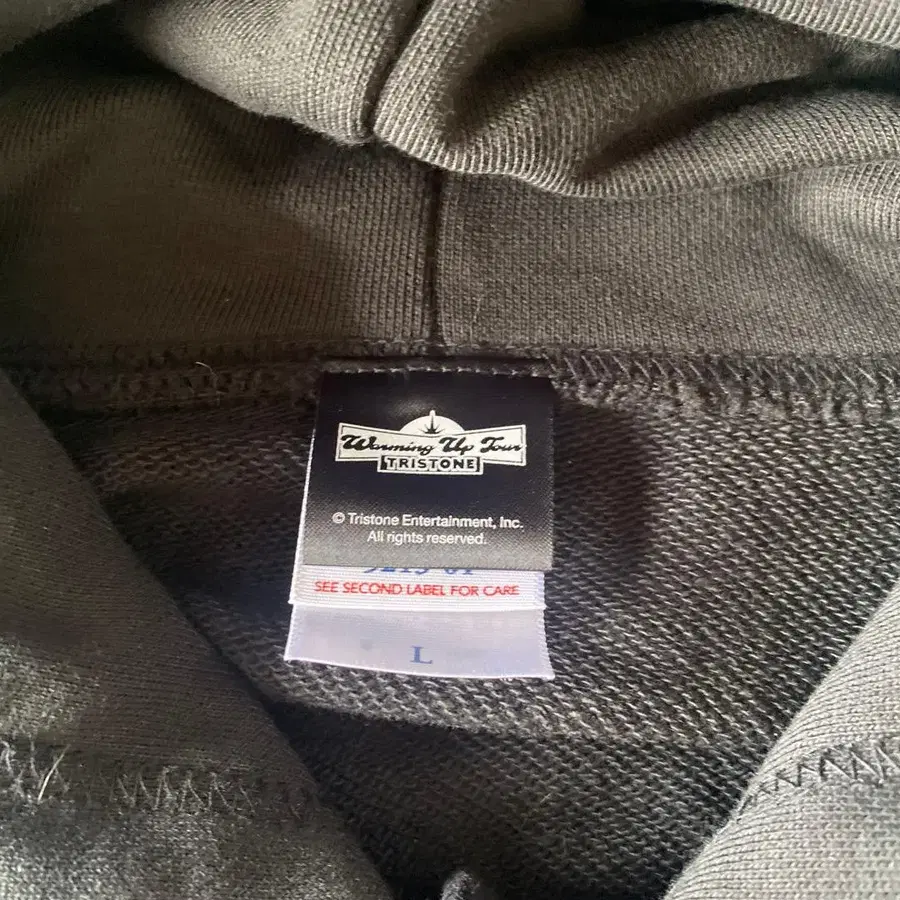 Warming Up Tour
TRISTONE
© Tristone Entertainment, Inc.
All rights reserved.
SEE SECOND LABEL FOR CARE
L